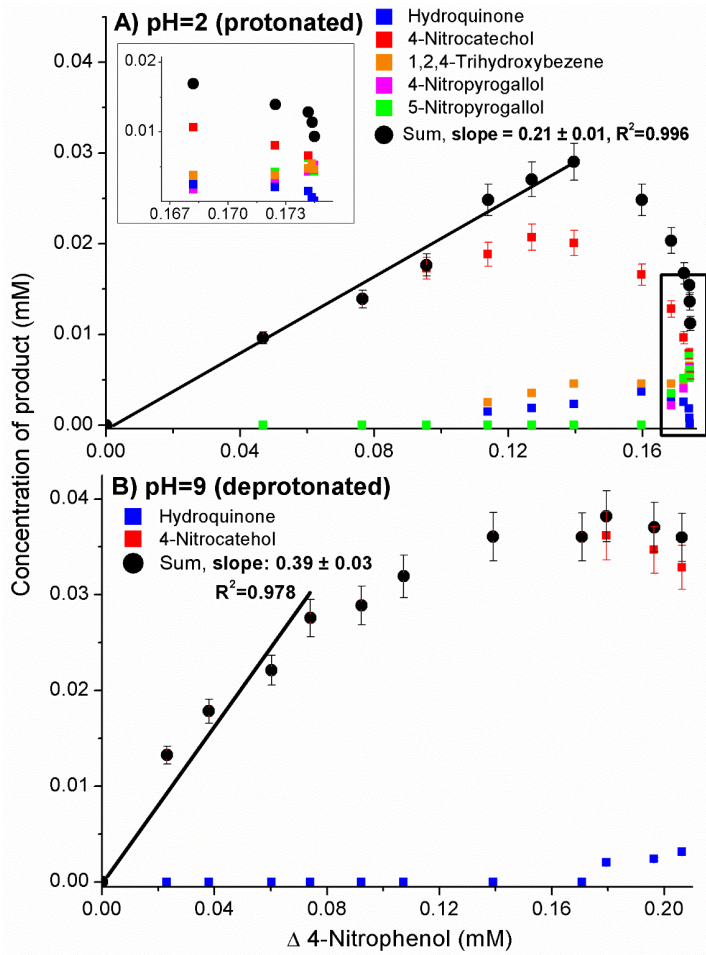 A) pH=2 (protonated)
Hydroquinone
4-Nitrocatechol
1,2,4-Trihydroxybezene
4-Nitropyrogallol
5-Nitropyrogallol
Sum, slope = 0.21 ± 0.01, R²=0.996
0.02
0.01
0.167 0.170 0.173
0.04
0.03
0.02
0.01
0.00
0.00 0.04 0.08 0.12 0.16
Concentration of product (mM)
B) pH=9 (deprotonated)
Hydroquinone
4-Nitrocatehol
Sum, slope: 0.39 ± 0.03
R²=0.978
0.04
0.03
0.02
0.01
0.00
0.00 0.04 0.08 0.12 0.16 0.20
Δ 4-Nitrophenol (mM)